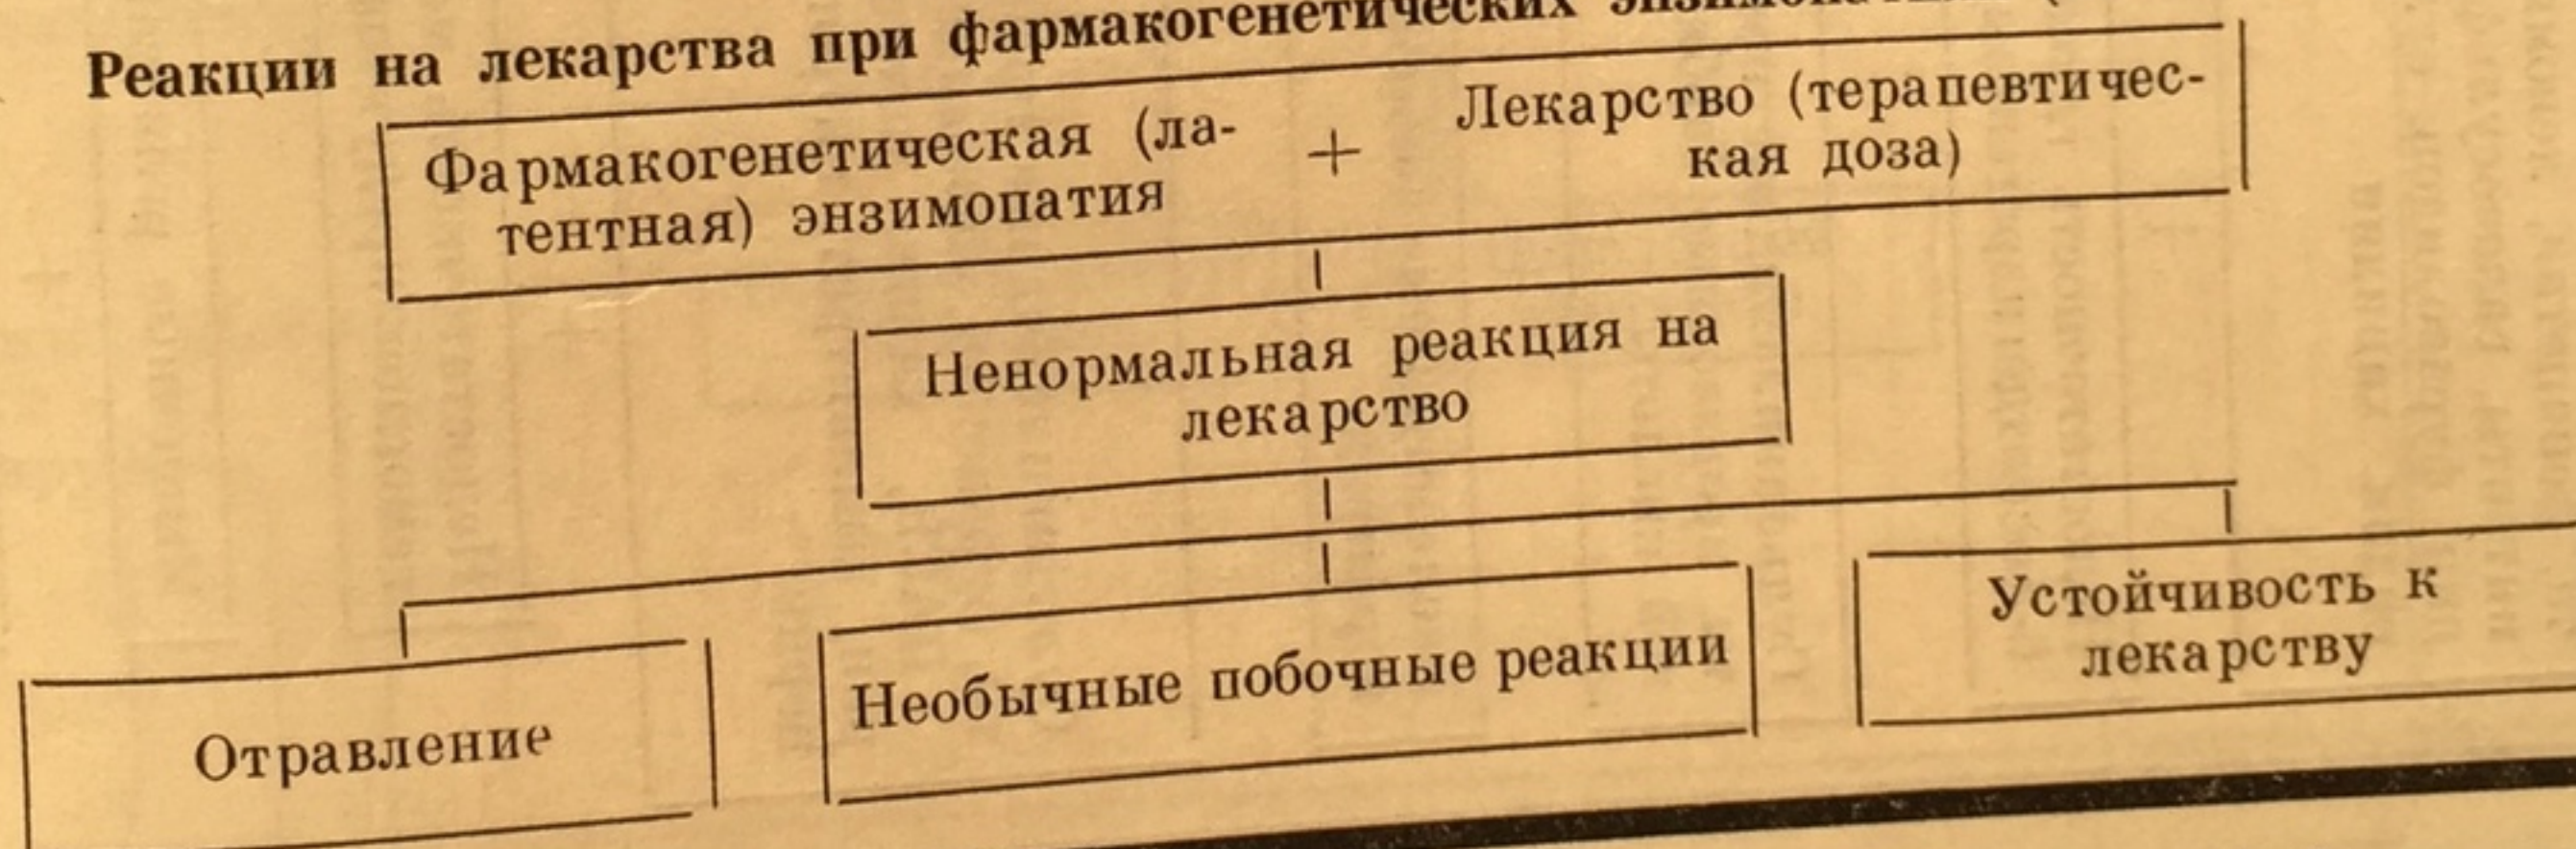 Реакции на лекарства при фармакогенетических
Фармакогенетическая (ла-
тентная) энзимопатия
+
Лекарство (терапевтичес-
кая доза)
Ненормальная реакция на
лекарство
Отравление
Необычные побочные реакции
Устойчивость к
лекарству